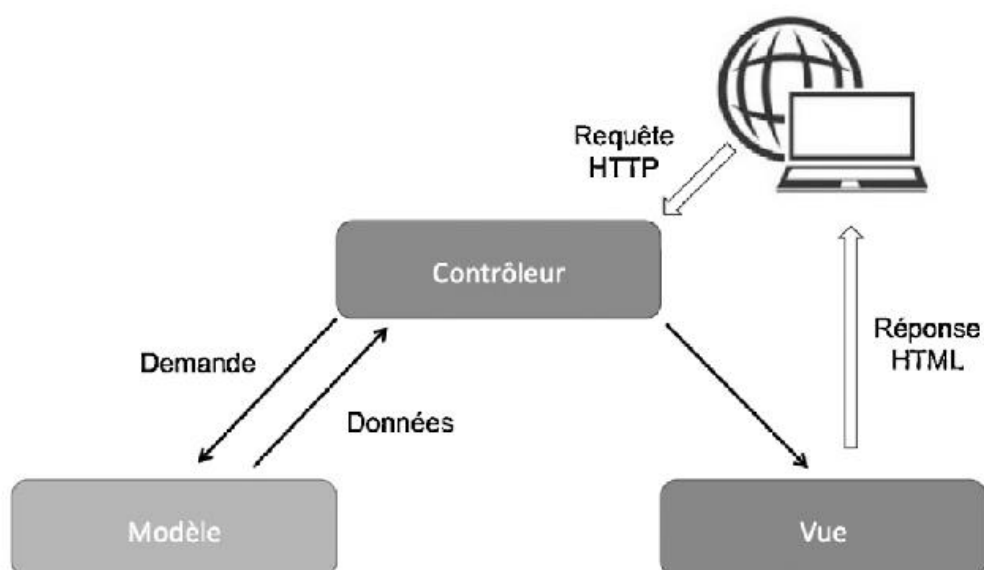 Requête
HTTP
Contrôleur
Demande
Données
Réponse
HTML
Modèle
Vue